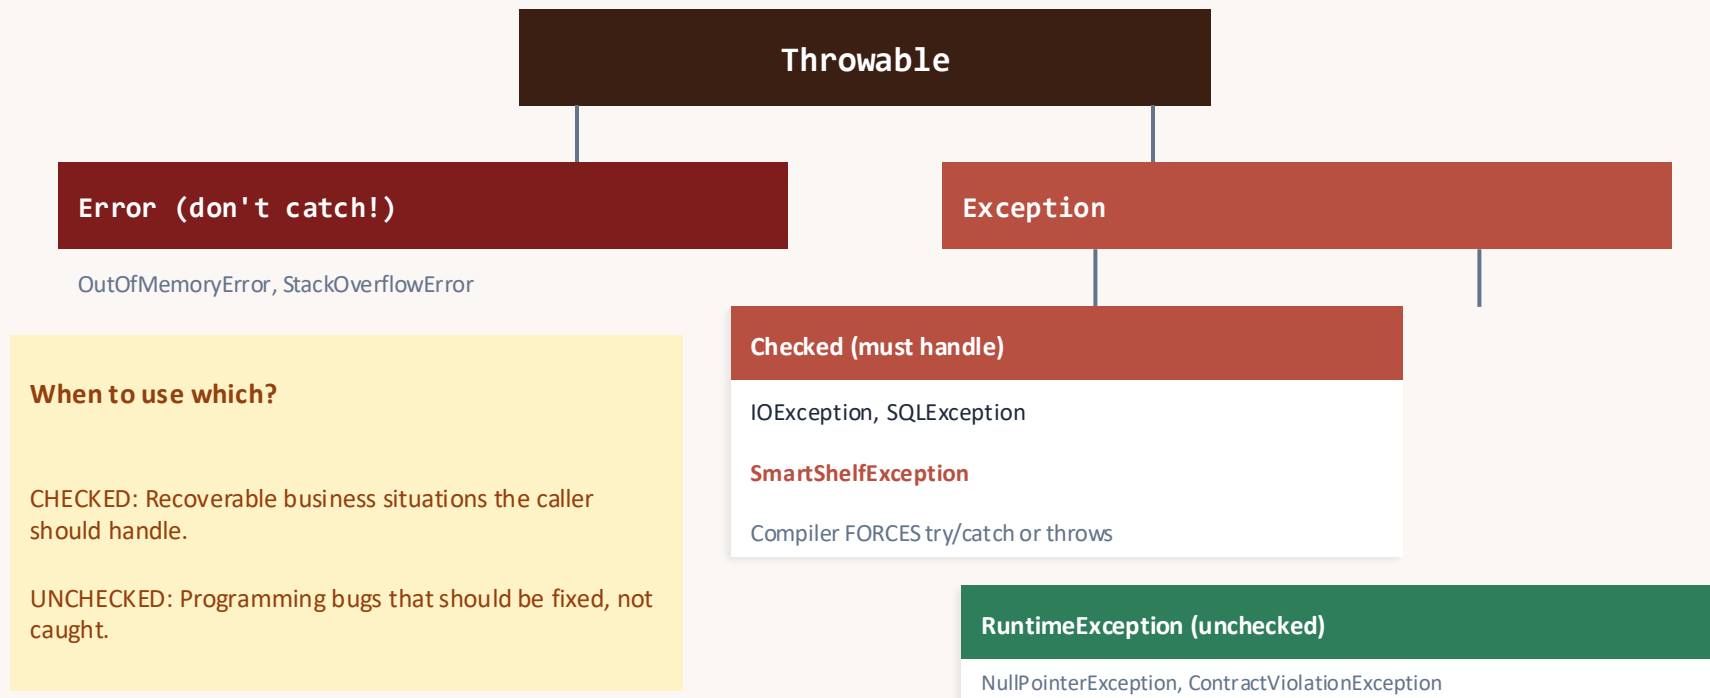 Throwable
Error (don't catch!)
Exception
OutOfMemoryError, StackOverflowError
When to use which?
CHECKED: Recoverable business situations the caller
should handle.
UNCHECKED: Programming bugs that should be fixed, not
caught.
Checked (must handle)
IOException, SQLException
SmartShelfException
Compiler FORCES try/catch or throws
RuntimeException (unchecked)
NullPointerException, ContractViolationException